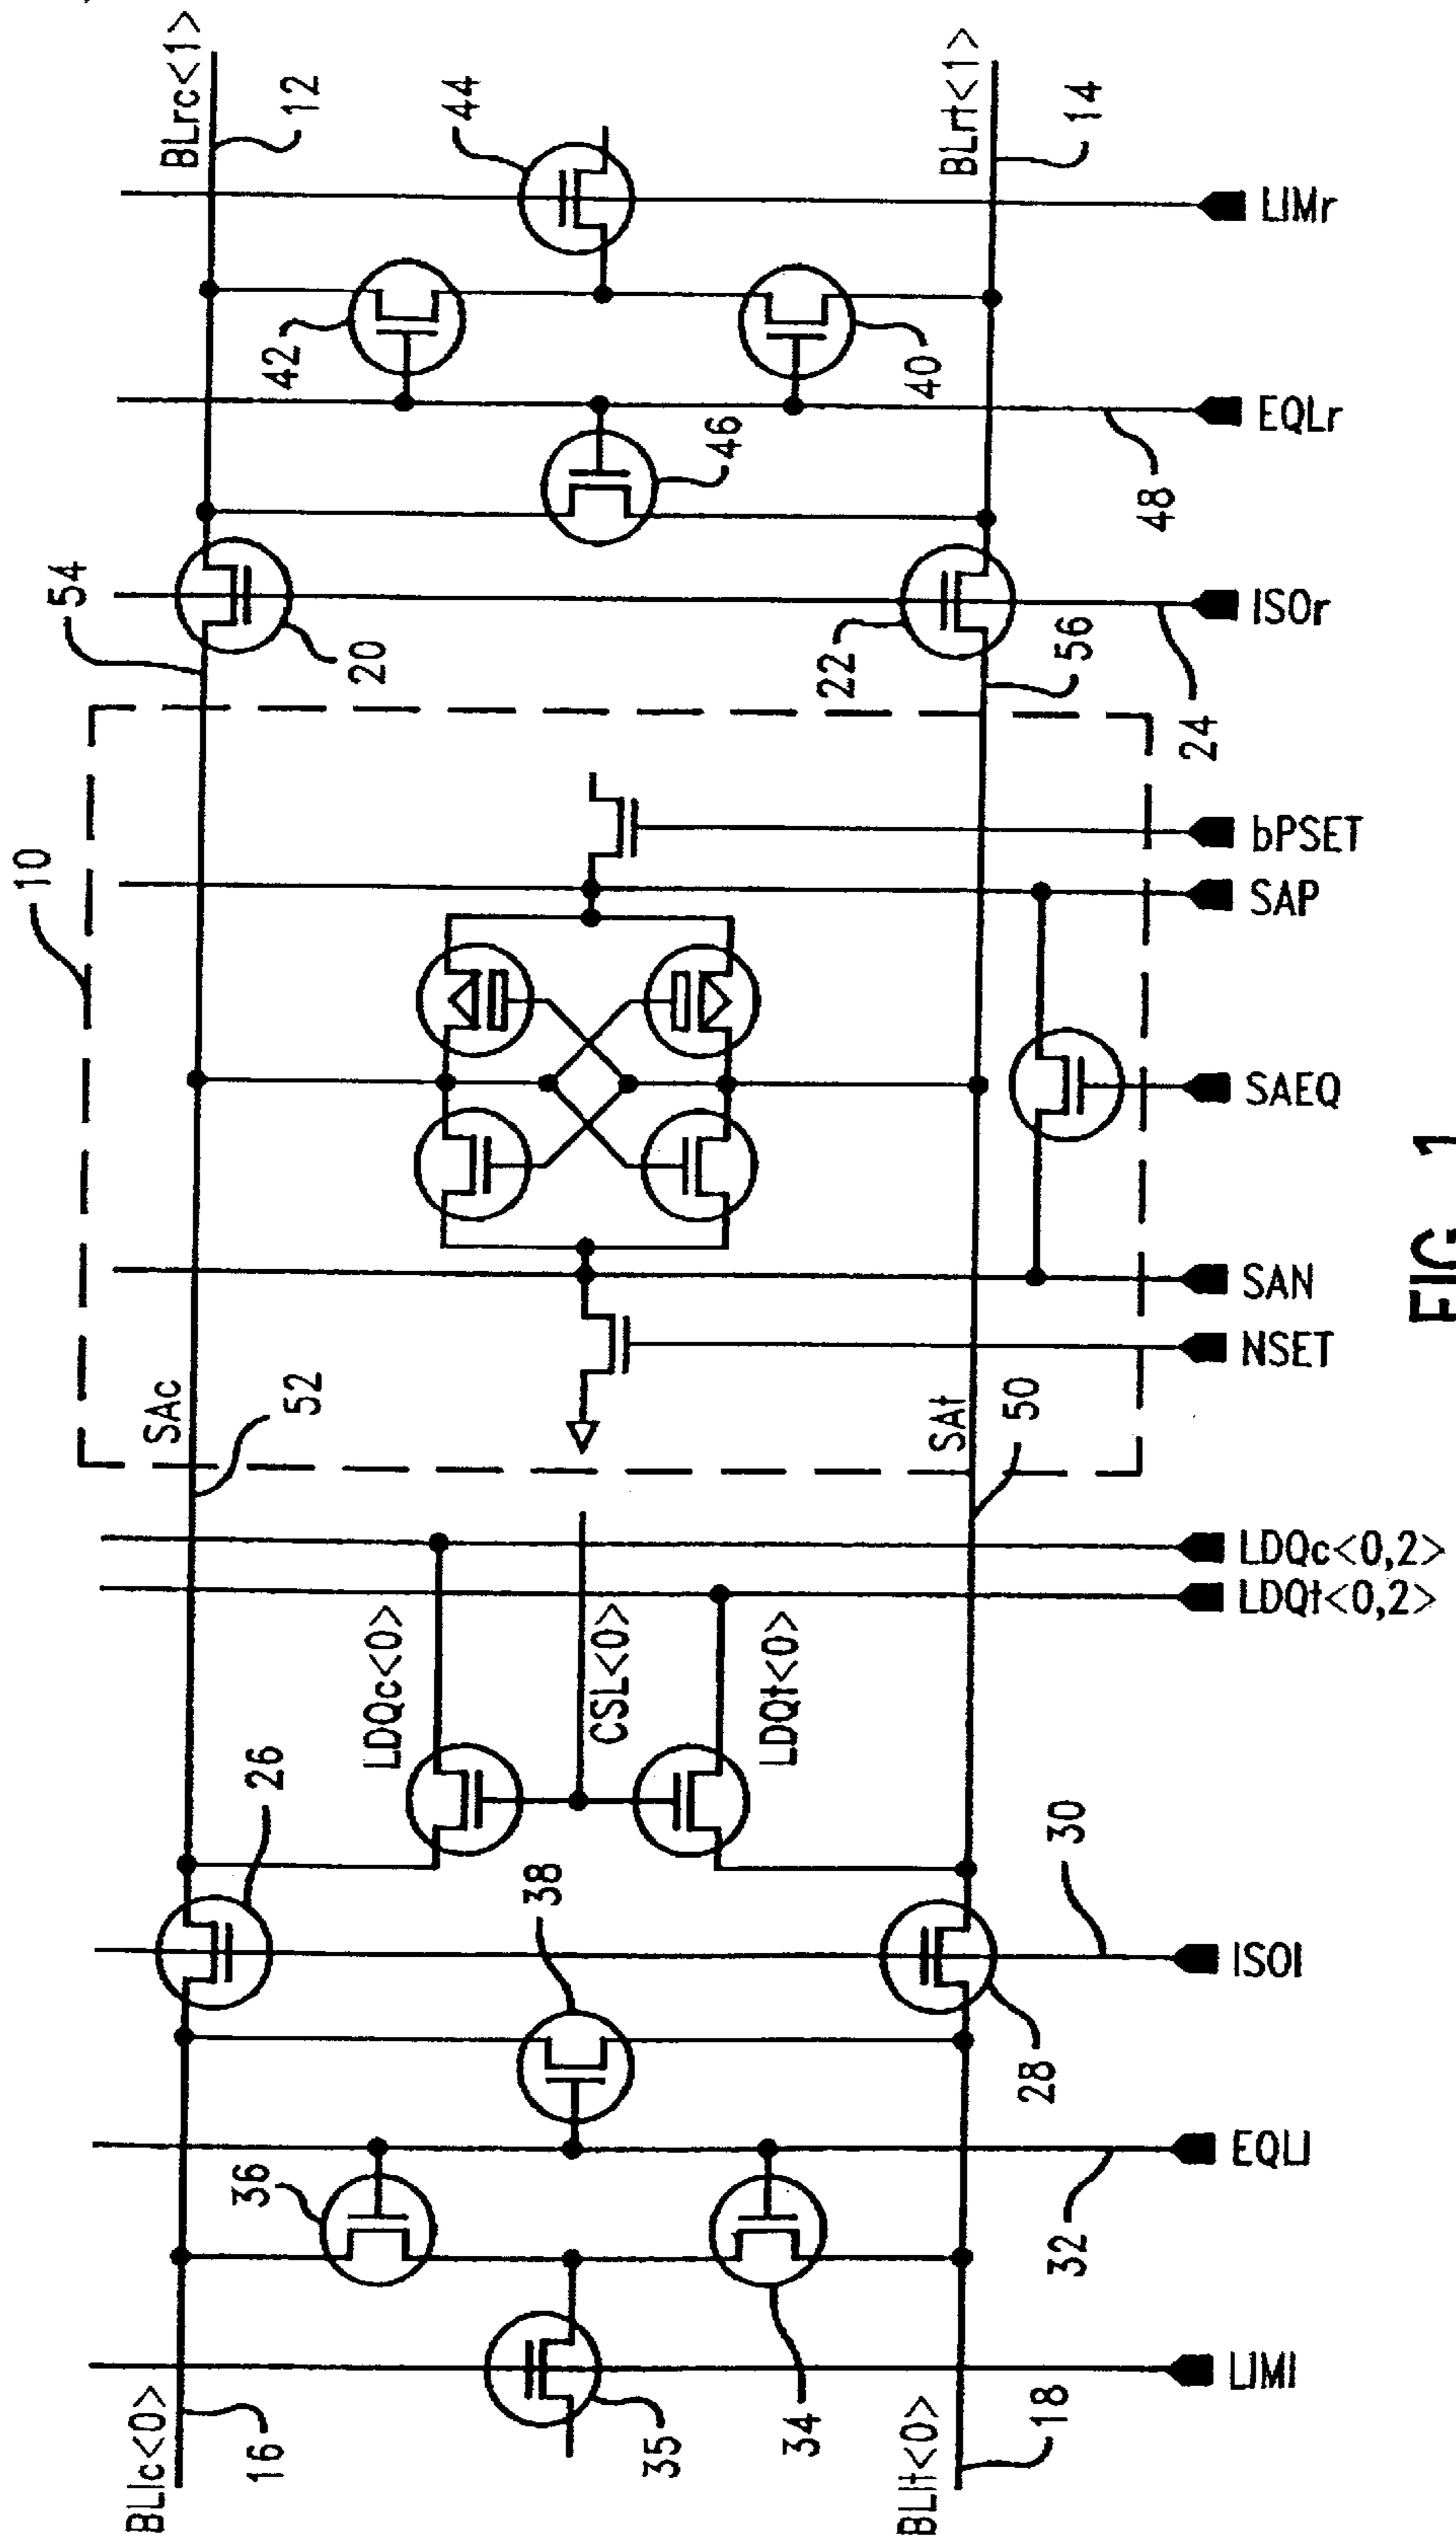 BLrc<1>
12
44
BLrt<1>
14
LIMr
42
40
EQLr
46
48
54
20
22
56
ISOr
24
10
bPSET
SAP
SAEQ
SAN
NSET
SAc
52
SAt
50
LDQc<0,2>
LDQt<0,2>
LDQc<0>
CSL<0>
LDQt<0>
26
38
30
ISOl
28
36
EQLl
32
35
34
LIMl
BLlc<0>
16
BLlt<0>
18
FIG. 1